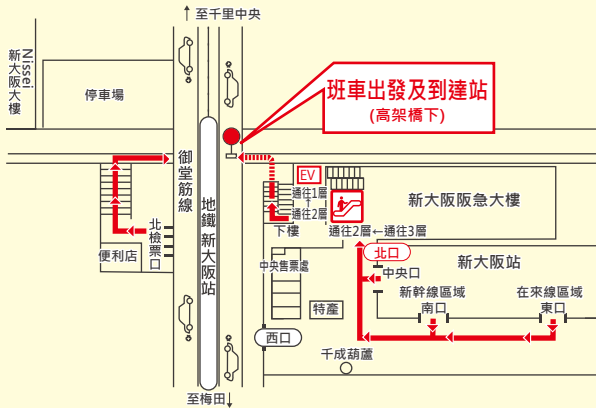 至千里中央
Nissei
新大阪大樓
停車場
班車出發及到達站
(高架橋下)
御堂筋線
地鐵 新大阪站
北檢票口
便利店
EV
通往1層
↑
通往2層
下樓
新大阪阪急大樓
通往2層←通往3層
北口
中央口
中央售票處
新大阪站
新幹線區域
南口
在來線區域
東口
特產
西口
千成葫蘆
至梅田